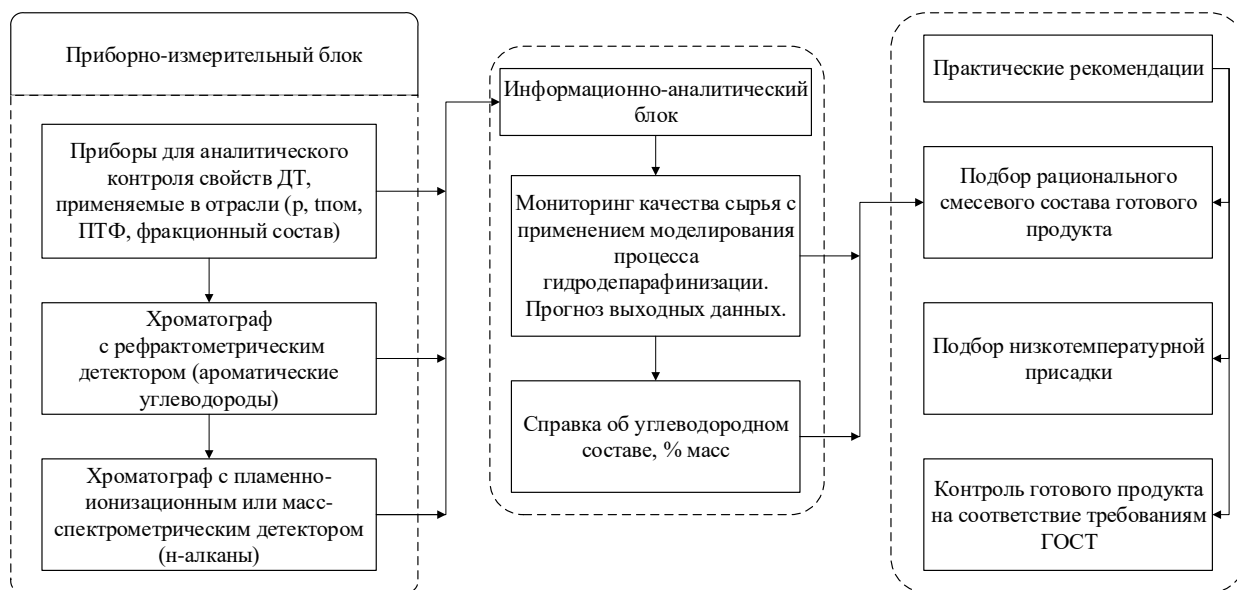 Приборно-измерительный блок
Приборы для аналитического
контроля свойств ДТ,
применяемые в отрасли (р, tпом,
ПТФ, фракционный состав)
Хроматограф
с рефрактометрическим
детектором (ароматические
углеводороды)
Хроматограф с пламенно-
ионизационным или масс-
спектрометрическим детектором
(н-алканы)
Информационно-аналитический
блок
Мониторинг качества сырья с
применением моделирования
процесса
гидродепарафинизации.
Прогноз выходных данных.
Справка об углеводородном
составе, % масс
Практические рекомендации
Подбор рационального
смесевого состава готового
продукта
Подбор низкотемпературной
присадки
Контроль готового продукта
на соответствие требованиям
ГОСТ